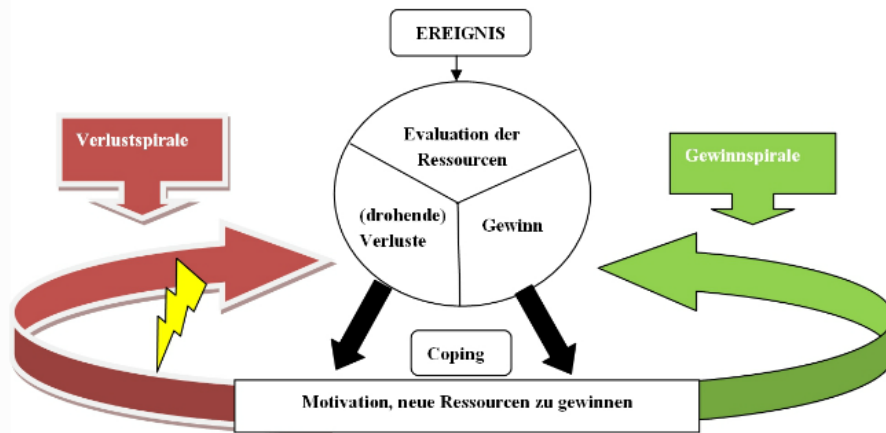 EREIGNIS
Evaluation der
Ressourcen
Verlustspirale
Gewinnspirale
(drohende)
Verluste
Gewinn
Coping
Motivation, neue Ressourcen zu gewinnen